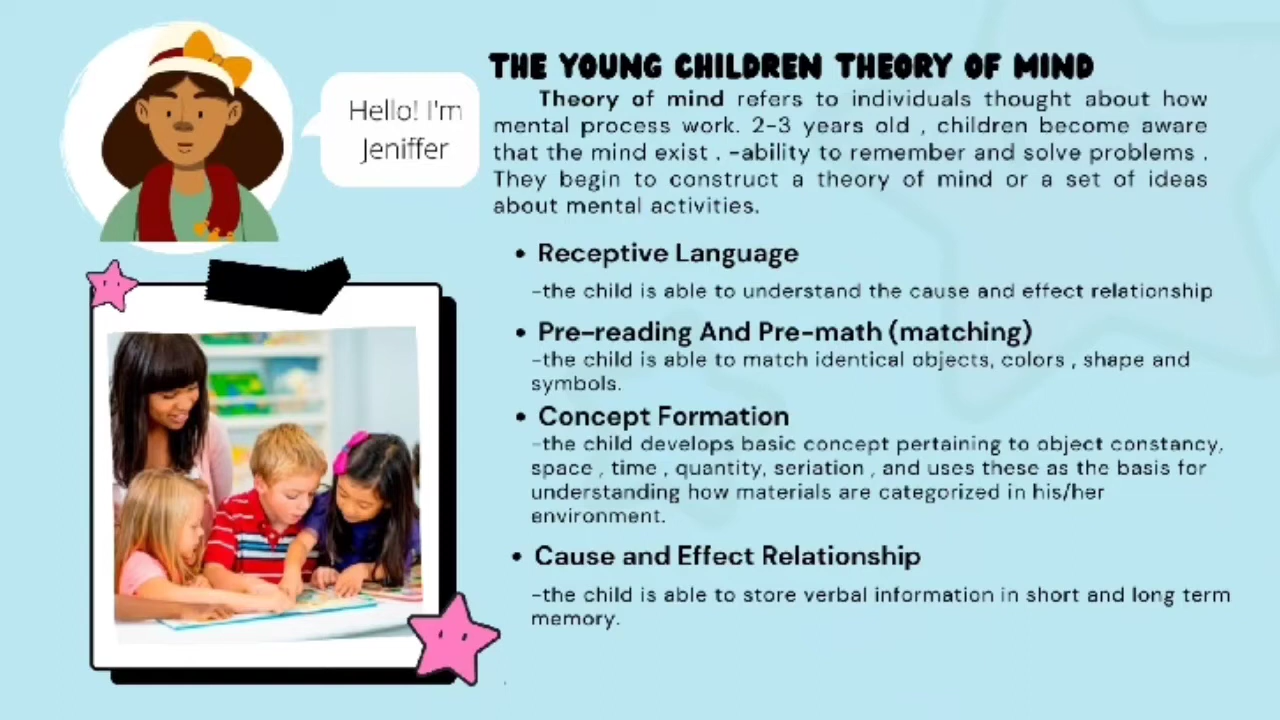 Hello! I'm
Jeniffer
THE YOUNG CHILDREN THEORY OF MIND
Theory of mind refers to individuals thought about how
mental process work. 2-3 years old , children become aware
that the mind exist . -ability to remember and solve problems .
They begin to construct a theory of mind or a set of ideas
about mental activities.
• Receptive Language
-the child is able to understand the cause and effect relationship
• Pre-reading And Pre-math (matching)
-the child is able to match identical objects, colors , shape and
symbols.
• Concept Formation
-the child develops basic concept pertaining to object constancy,
space , time , quantity, seriation , and uses these as the basis for
understanding how materials are categorized in his/her
environment.
• Cause and Effect Relationship
-the child is able to store verbal information in short and long term
memory.